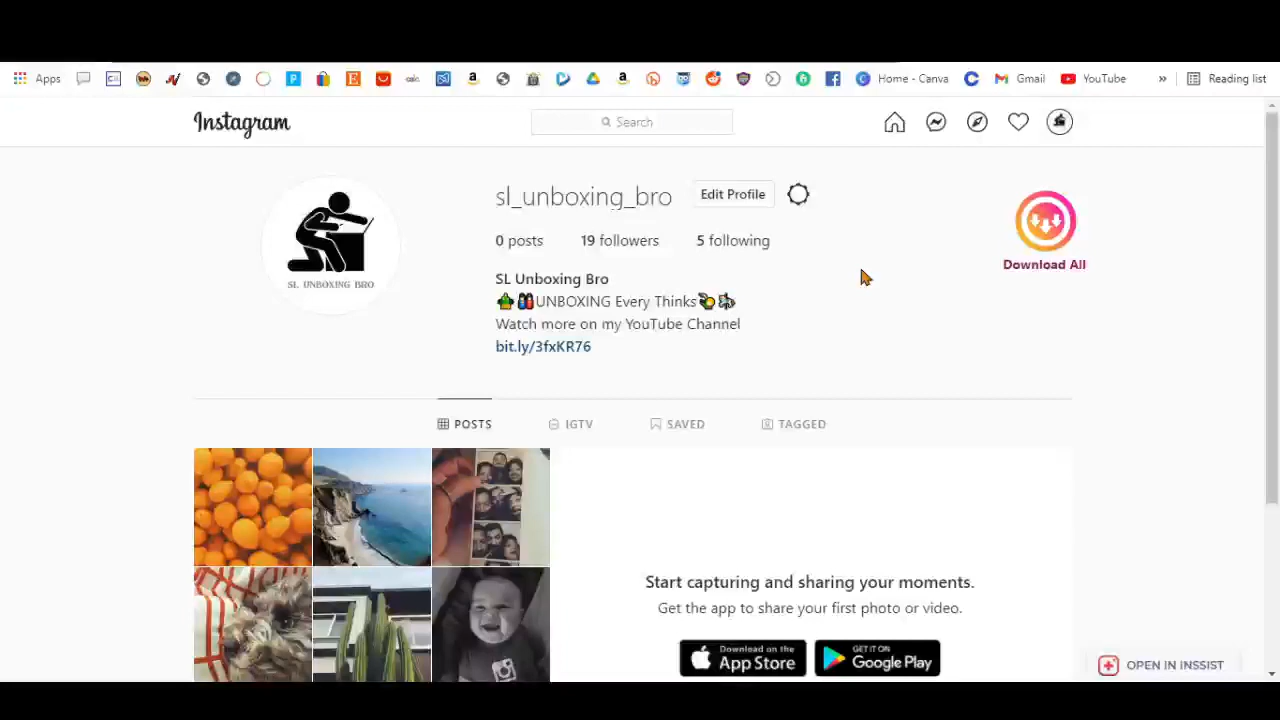 Apps Home - Canva Gmail YouTube » Reading list
Instagram Search
sl_unboxing_bro Edit Profile
0 posts 19 followers 5 following
SL Unboxing Bro
UNBOXING Every Thinks
Watch more on my YouTube Channel
bit.ly/3fxKR76
SL UNBOXING BRO
Download All
POSTS IGTV SAVED TAGGED
Start capturing and sharing your moments.
Get the app to share your first photo or video.
Download on the App Store GET IT ON Google Play
OPEN IN INSSIST